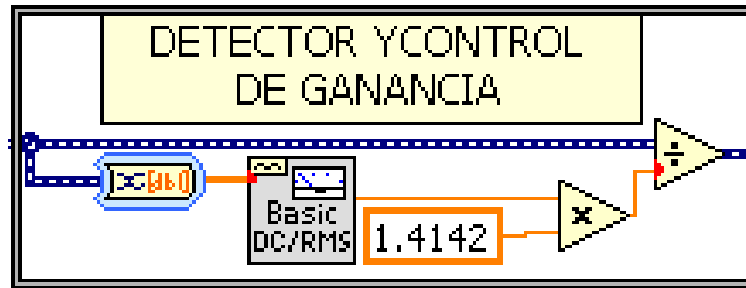 DETECTOR YCONTROL
DE GANANCIA
Basic
DC/RMS
1.4142